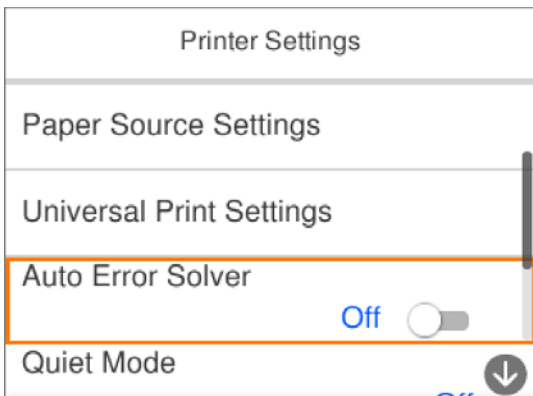 Printer Settings
Paper Source Settings
Universal Print Settings
Auto Error Solver
Off
Quiet Mode